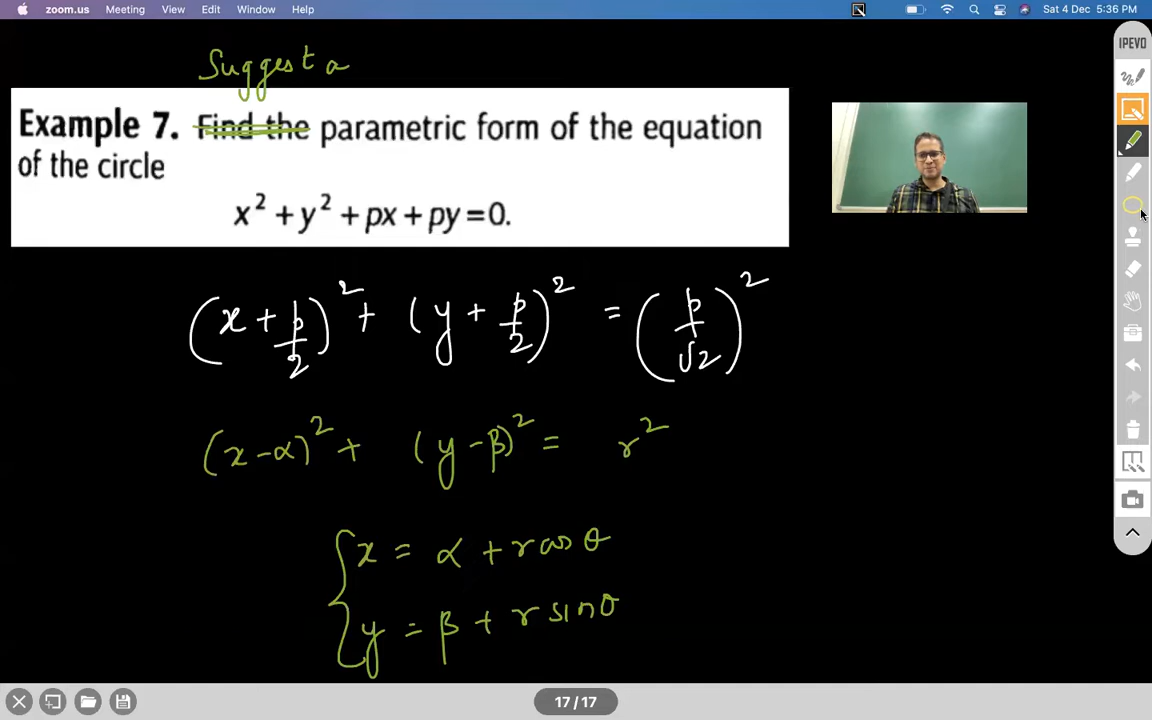 zoom.us Meeting View Edit Window Help Sat 4 Dec 5:36 PM
IPEVO
Suggest a
Example 7. Find the parametric form of the equation
of the circle
x² + y² + px + py = 0.
(x + p/2)² + (y + p/2)² = (p/√2)²
(x - α)² + (y - β)² = r²
{x = α + r cos θ
y = β + r sin θ
17 / 17